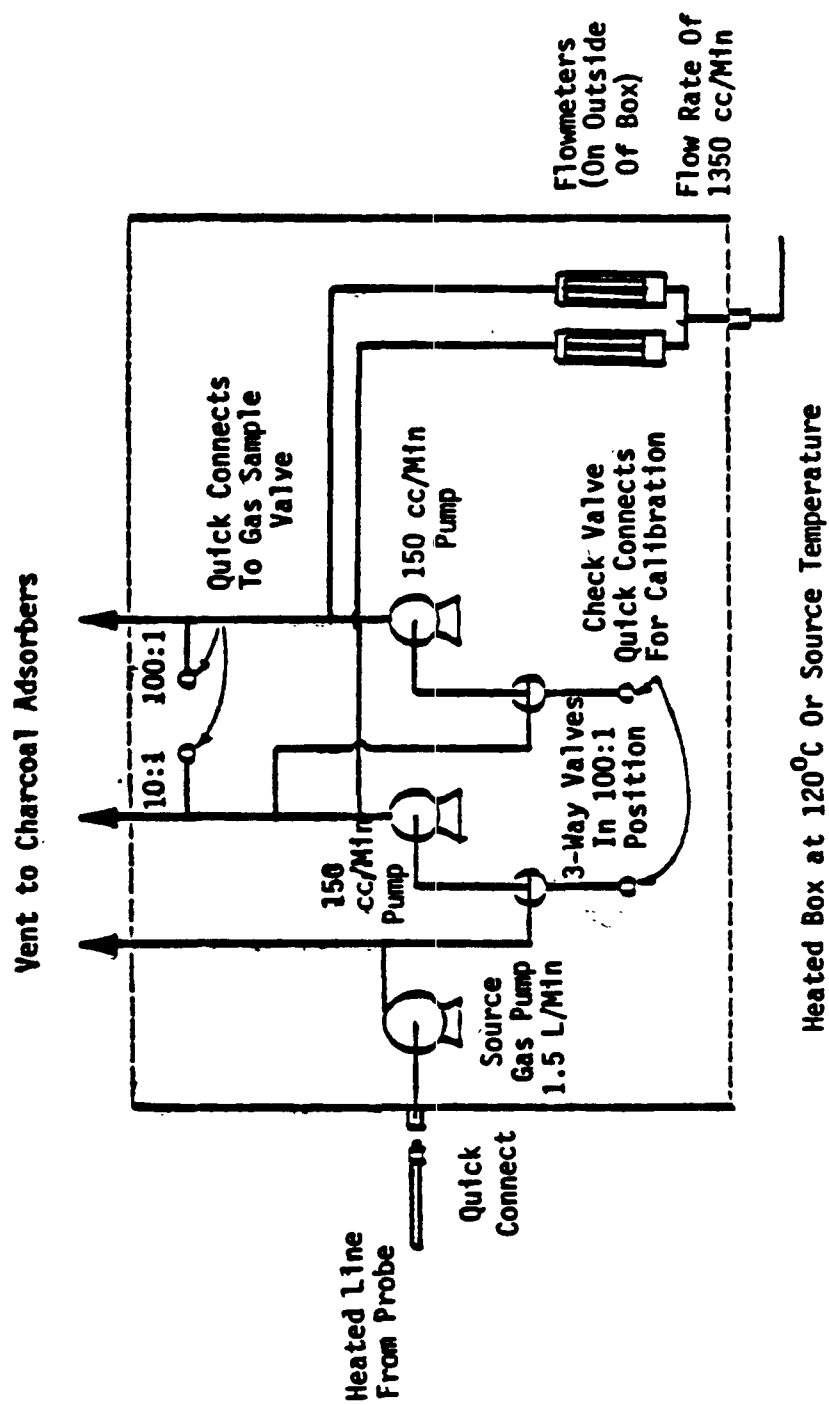 Vent to Charcoal Adsorbers
10:1
100:1
Quick Connects
To Gas Sample
Valve
Flowmeters
(On Outside
Of Box)
Flow Rate Of
1350 cc/Min
150
cc/Min
Pump
150 cc/Min
Pump
Source
Gas Pump
1.5 L/Min
3-Way Valves
In 100:1
Position
Check Valve
Quick Connects
For Calibration
Heated Line
From Probe
Quick
Connect
Heated Box at 120⁰C Or Source Temperature